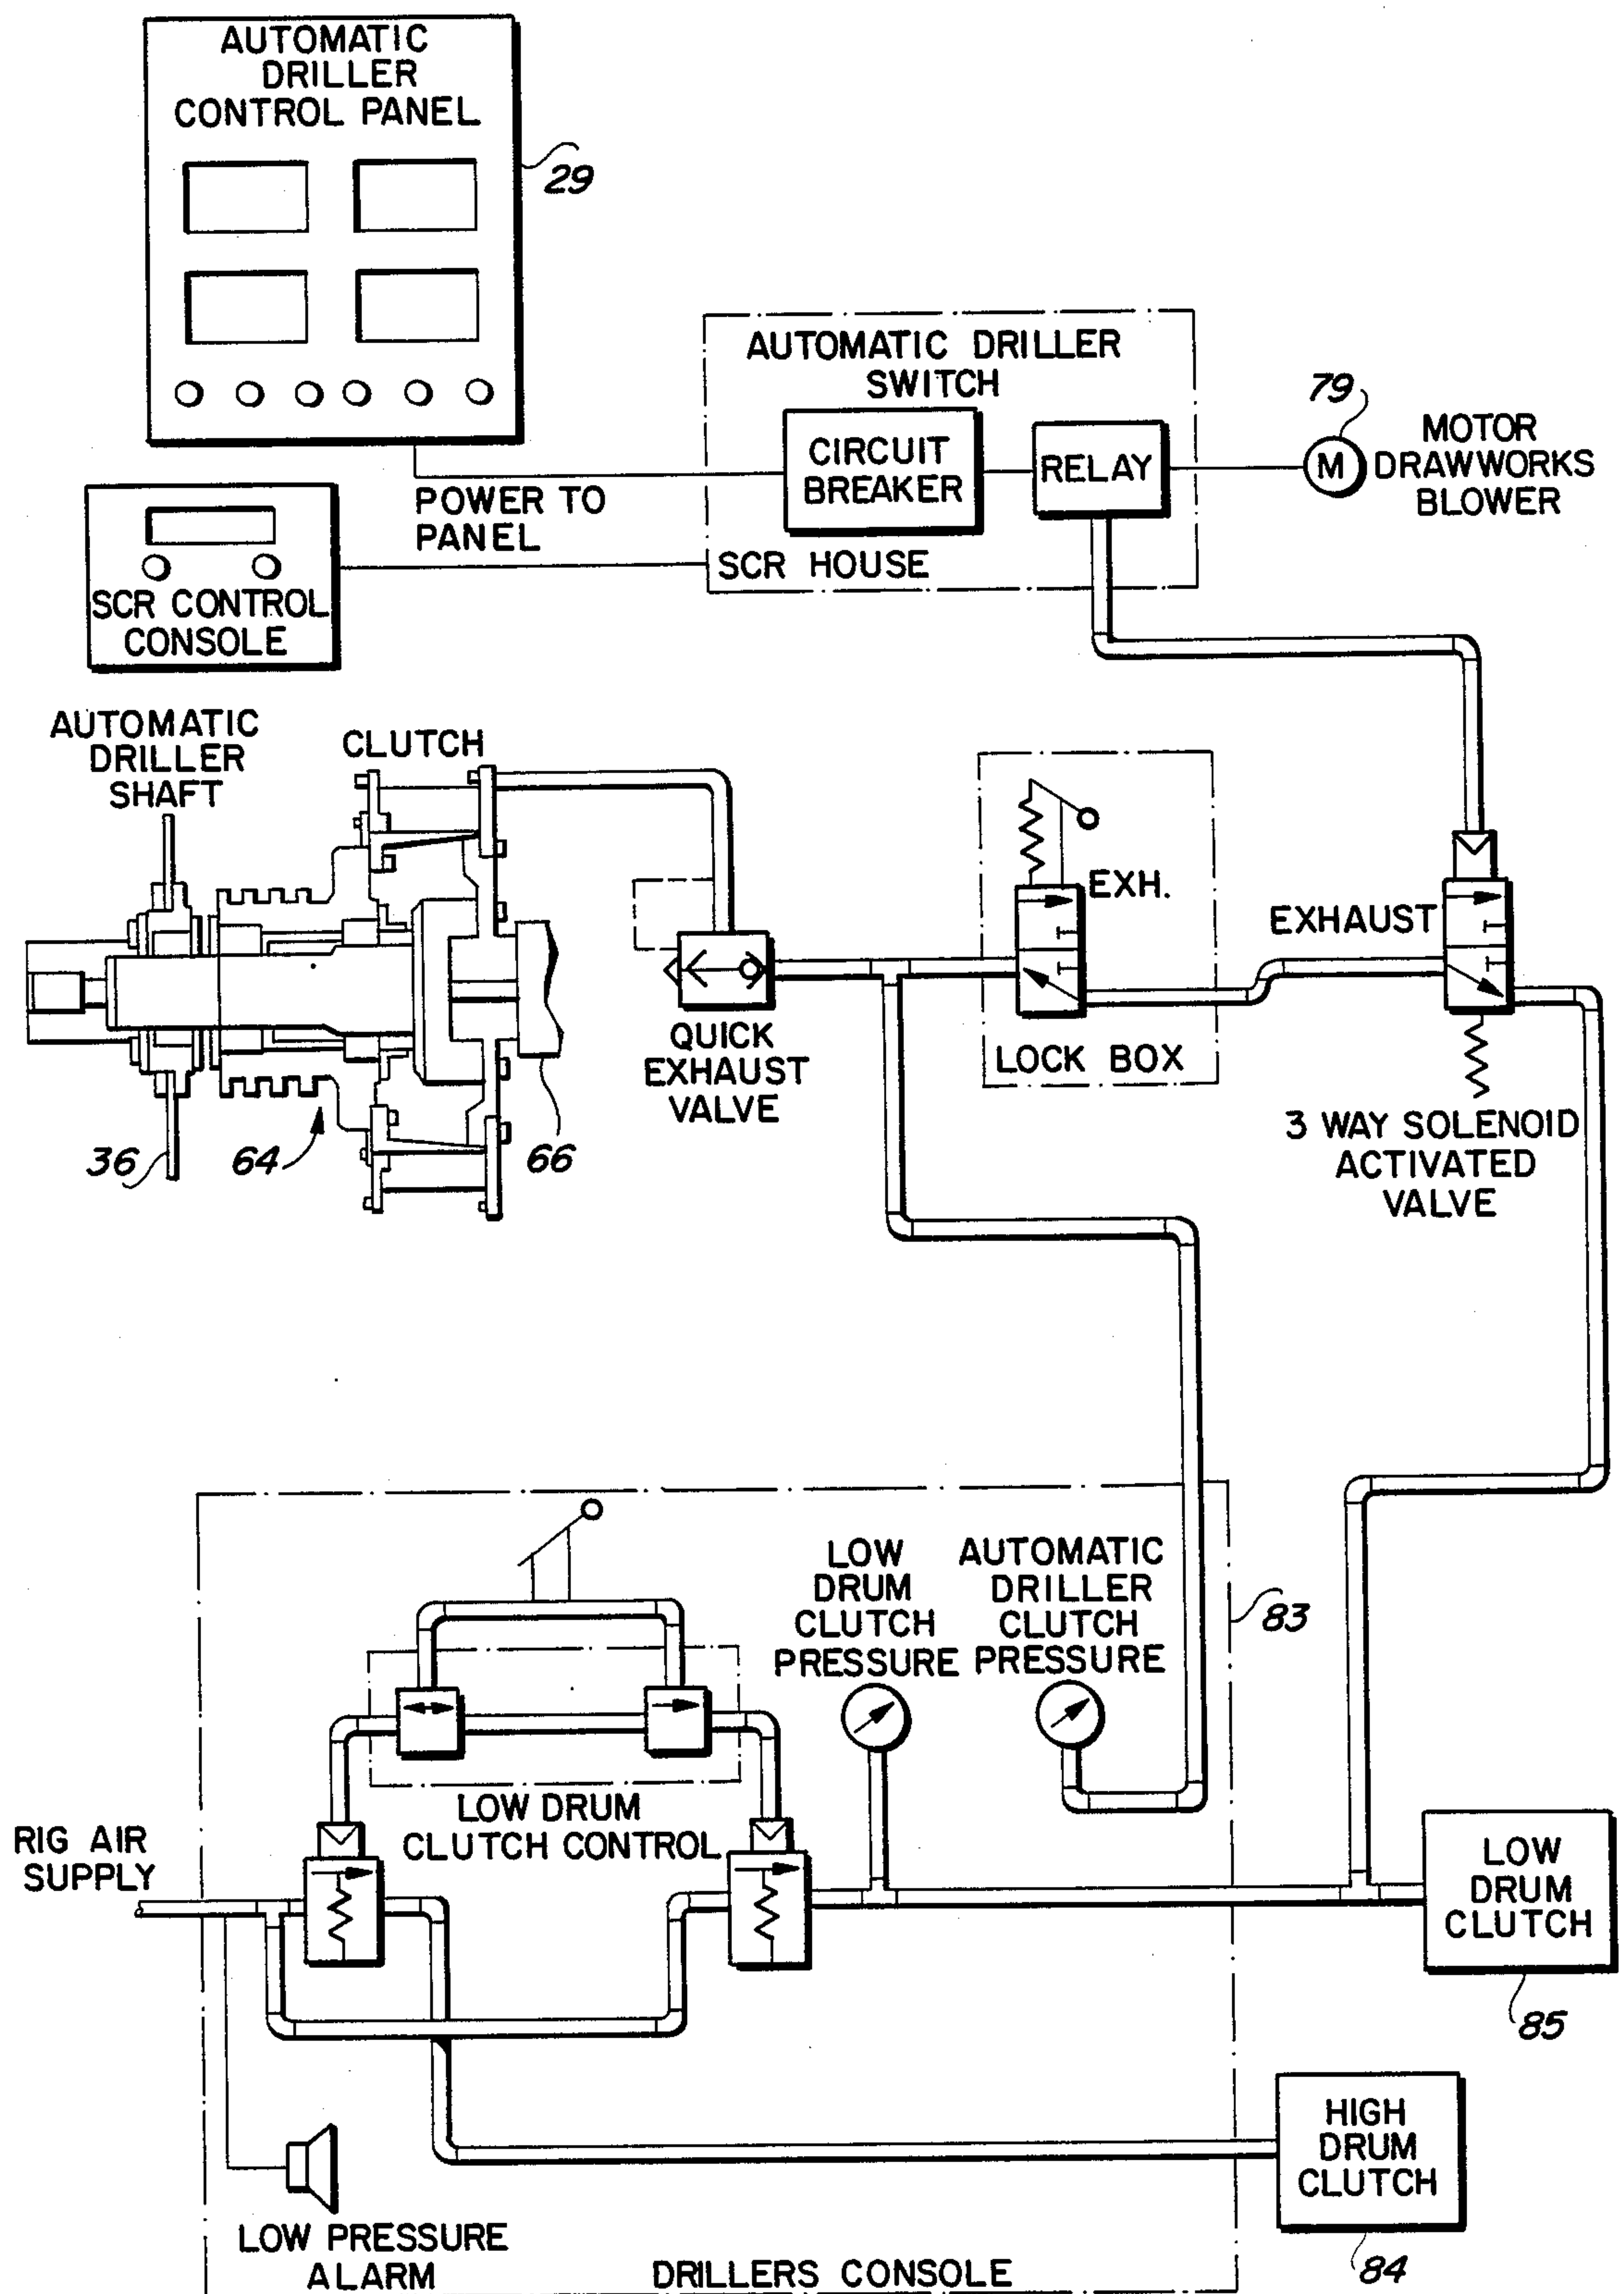 AUTOMATIC
DRILLER
CONTROL PANEL
29
AUTOMATIC DRILLER
SWITCH
CIRCUIT
BREAKER
RELAY
79
M
MOTOR
DRAWWORKS
BLOWER
POWER TO
PANEL
SCR HOUSE
SCR CONTROL
CONSOLE
AUTOMATIC
DRILLER
SHAFT
CLUTCH
EXH.
EXHAUST
QUICK
EXHAUST
VALVE
LOCK BOX
3 WAY SOLENOID
ACTIVATED
VALVE
36
64
66
LOW
DRUM
CLUTCH
PRESSURE
AUTOMATIC
DRILLER
CLUTCH
PRESSURE
83
LOW DRUM
CLUTCH CONTROL
RIG AIR
SUPPLY
LOW
DRUM
CLUTCH
85
HIGH
DRUM
CLUTCH
84
LOW PRESSURE
ALARM
DRILLERS CONSOLE